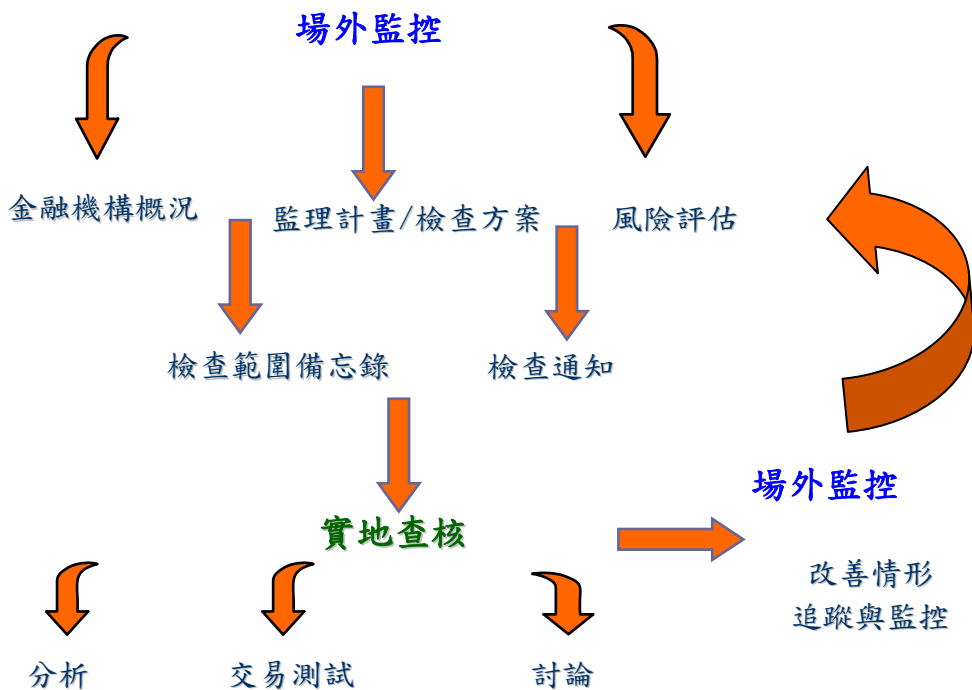 場外監控
金融機構概況
監理計畫/檢查方案
風險評估
檢查範圍備忘錄
檢查通知
場外監控
實地查核
改善情形
追蹤與監控
分析
交易測試
討論